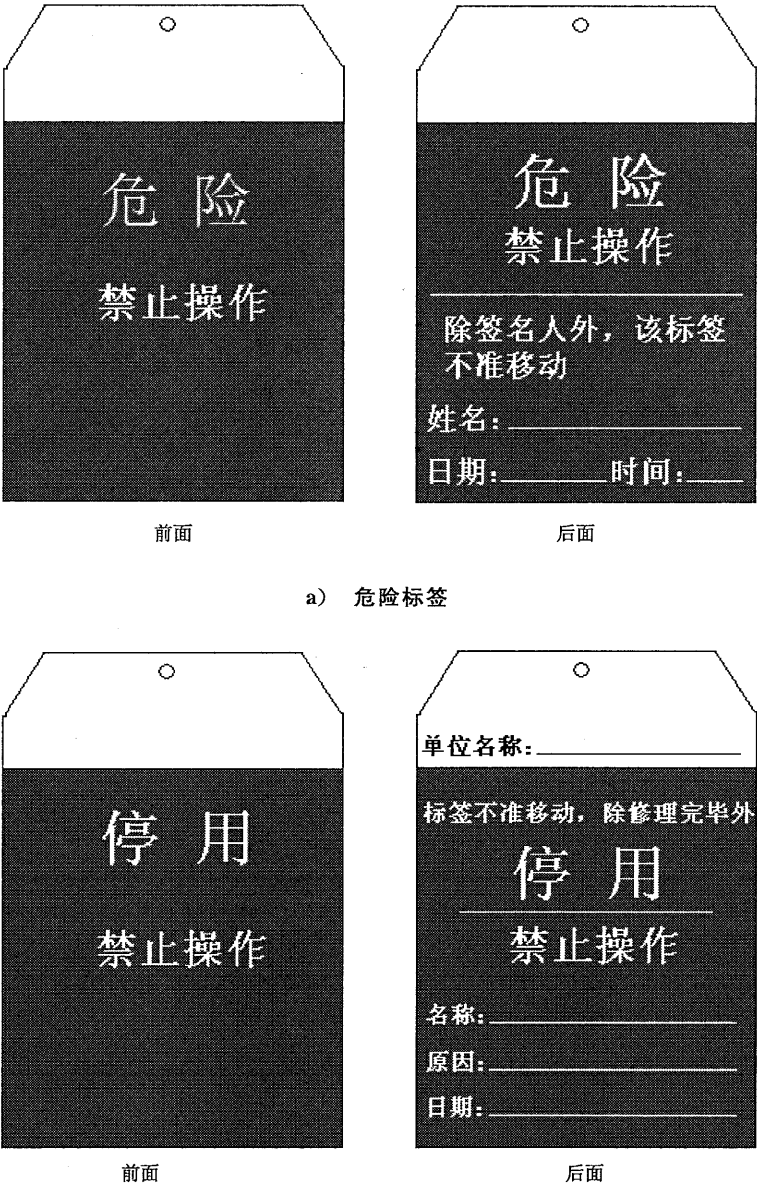 危险
禁止操作
危险
禁止操作
除签名人外，该标签
不准移动
姓名：
日期： 时间：
前面
后面
a） 危险标签
停用
禁止操作
单位名称：
标签不准移动，除修理完毕外
停用
禁止操作
名称：
原因：
日期：
前面
后面